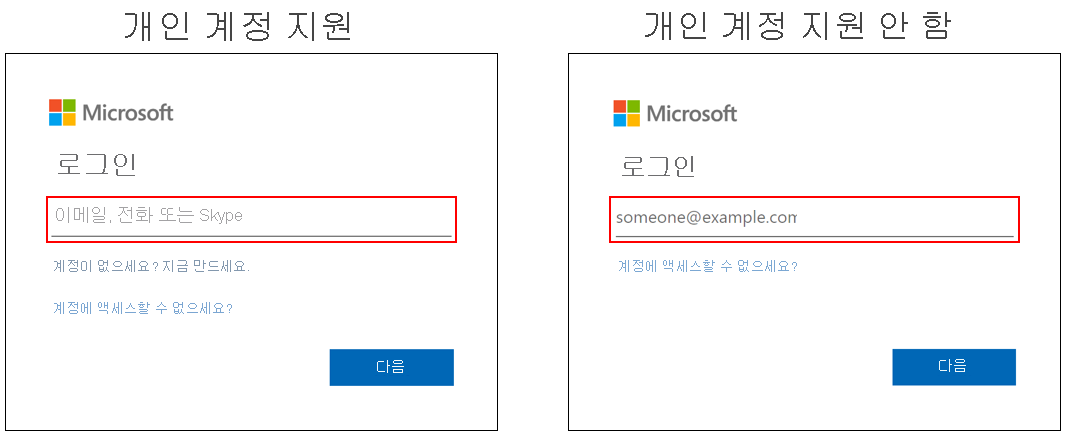 개인 계정 지원
Microsoft
로그인
이메일, 전화 또는 Skype
계정이 없으세요? 지금 만드세요.
계정에 액세스할 수 없으세요?
다음
개인 계정 지원 안 함
Microsoft
로그인
someone@example.com
계정에 액세스할 수 없으세요?
다음